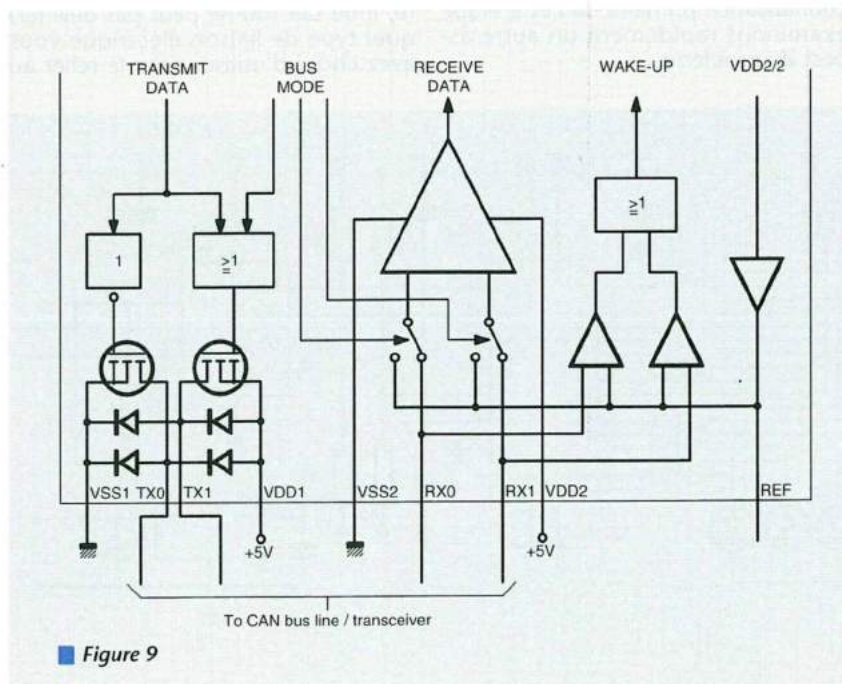 TRANSMIT DATA
BUS MODE
RECEIVE DATA
WAKE-UP
VDD2/2
1
≥1
≥1
VSS1 TX0 TX1 VDD1 VSS2 RX0 RX1 VDD2 REF
+5V
+5V
To CAN bus line / transceiver
Figure 9